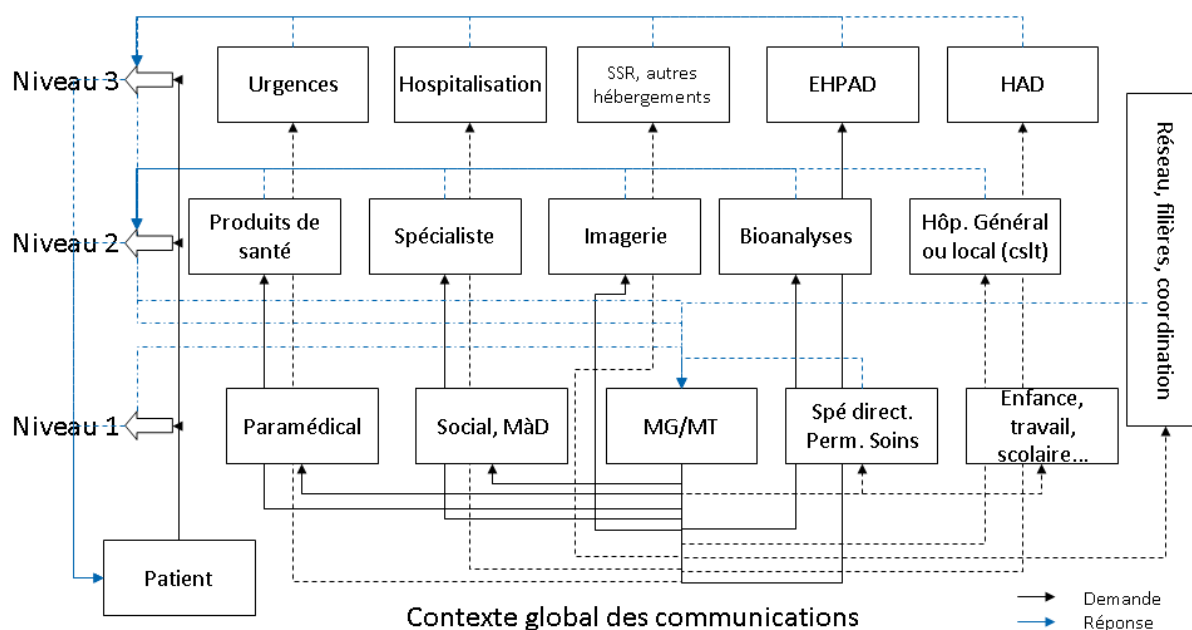 Niveau 3
Urgences
Hospitalisation
SSR, autres
hébergements
EHPAD
HAD
Réseau, filières, coordination
Niveau 2
Produits de
santé
Spécialiste
Imagerie
Bioanalyses
Hôp. Général
ou local (cslt)
Niveau 1
Paramédical
Social, MàD
MG/MT
Spé direct.
Perm. Soins
Enfance,
travail,
scolaire...
Patient
Contexte global des communications
Demande
Réponse